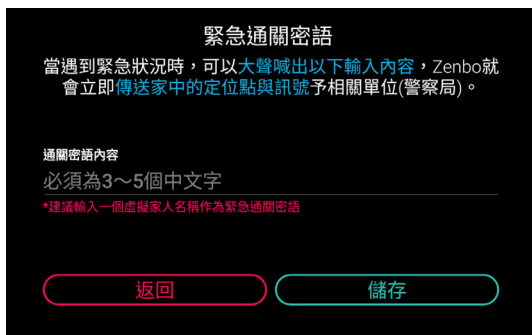 緊急通關密語
當遇到緊急狀況時，可以大聲喊出以下輸入內容，Zenbo就
會立即傳送家中的定位點與訊號予相關單位(警察局)。
通關密語內容
必須為3～5個中文字
*建議輸入一個虛擬家人名稱作為緊急通關密語
返回
儲存